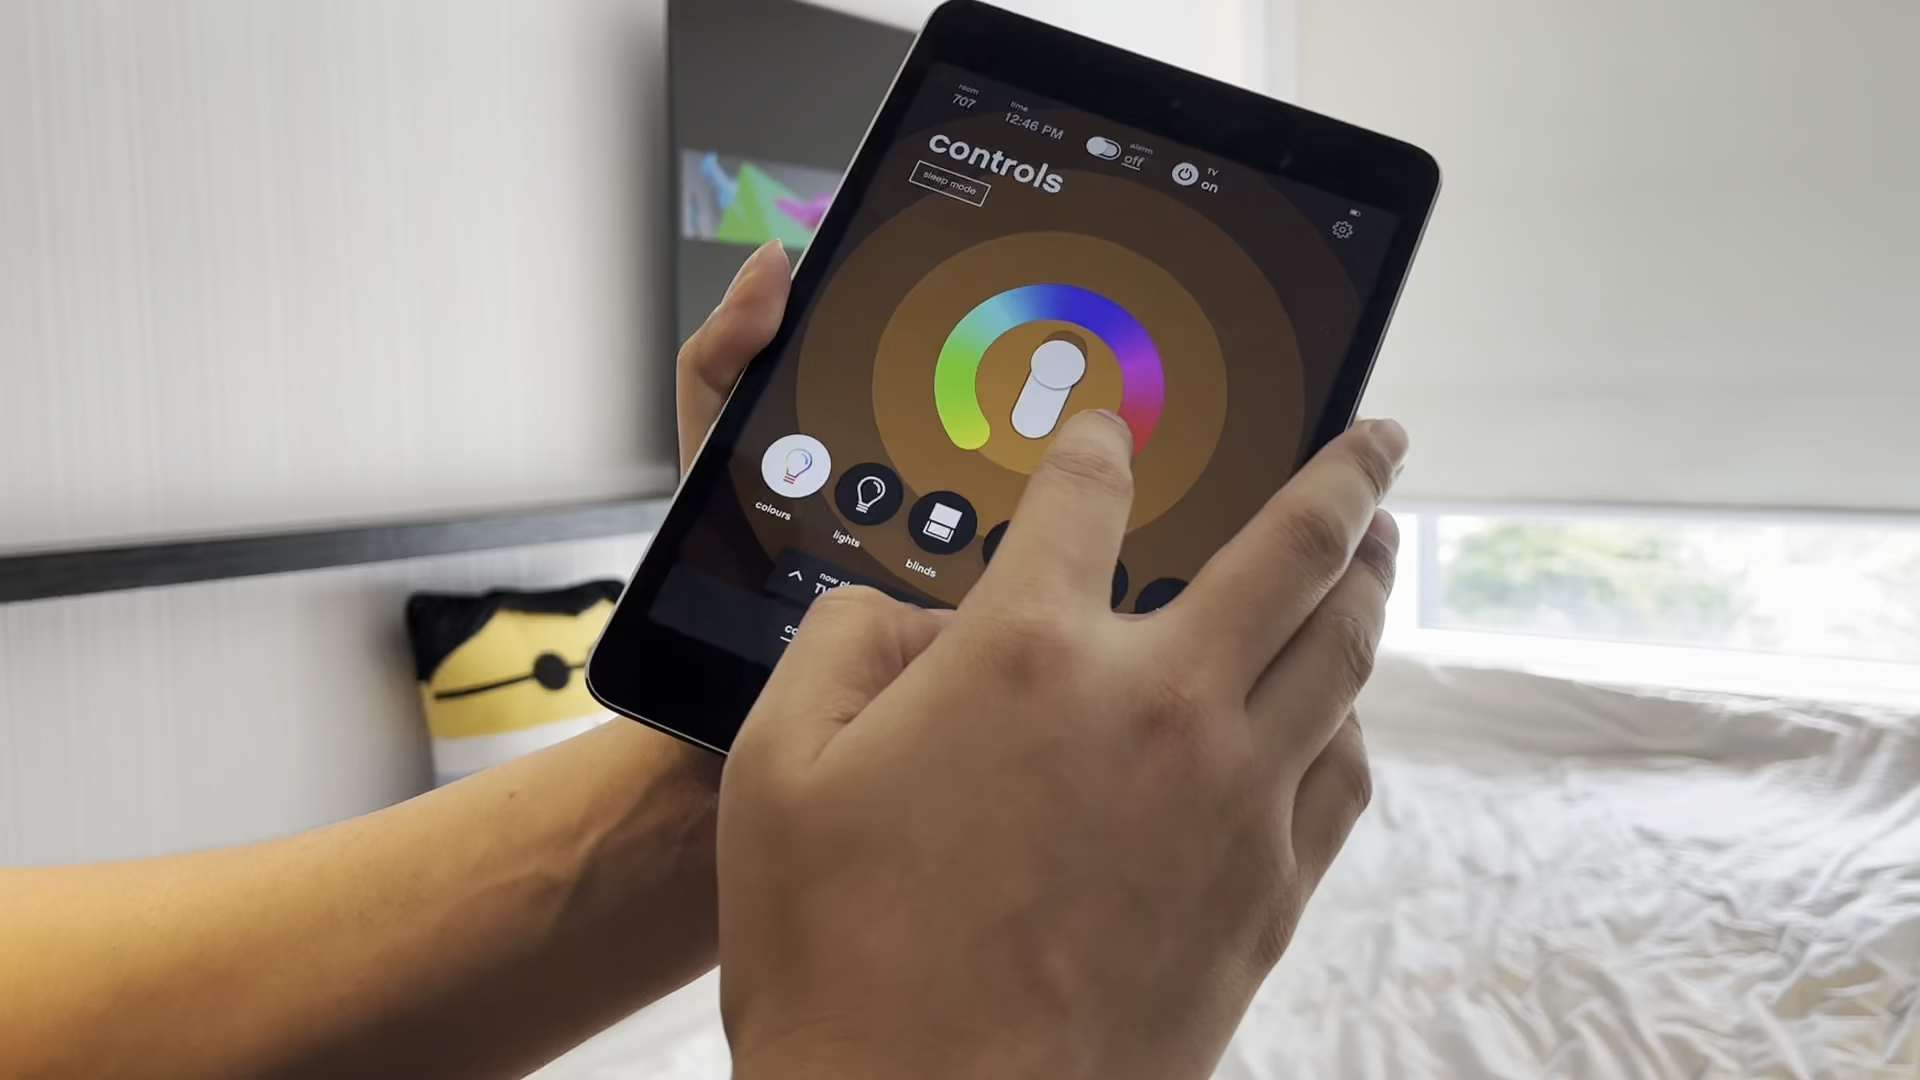 room
707
time
12:46 PM
alarm
off
TV
on
controls
sleep mode
colours
lights
blinds